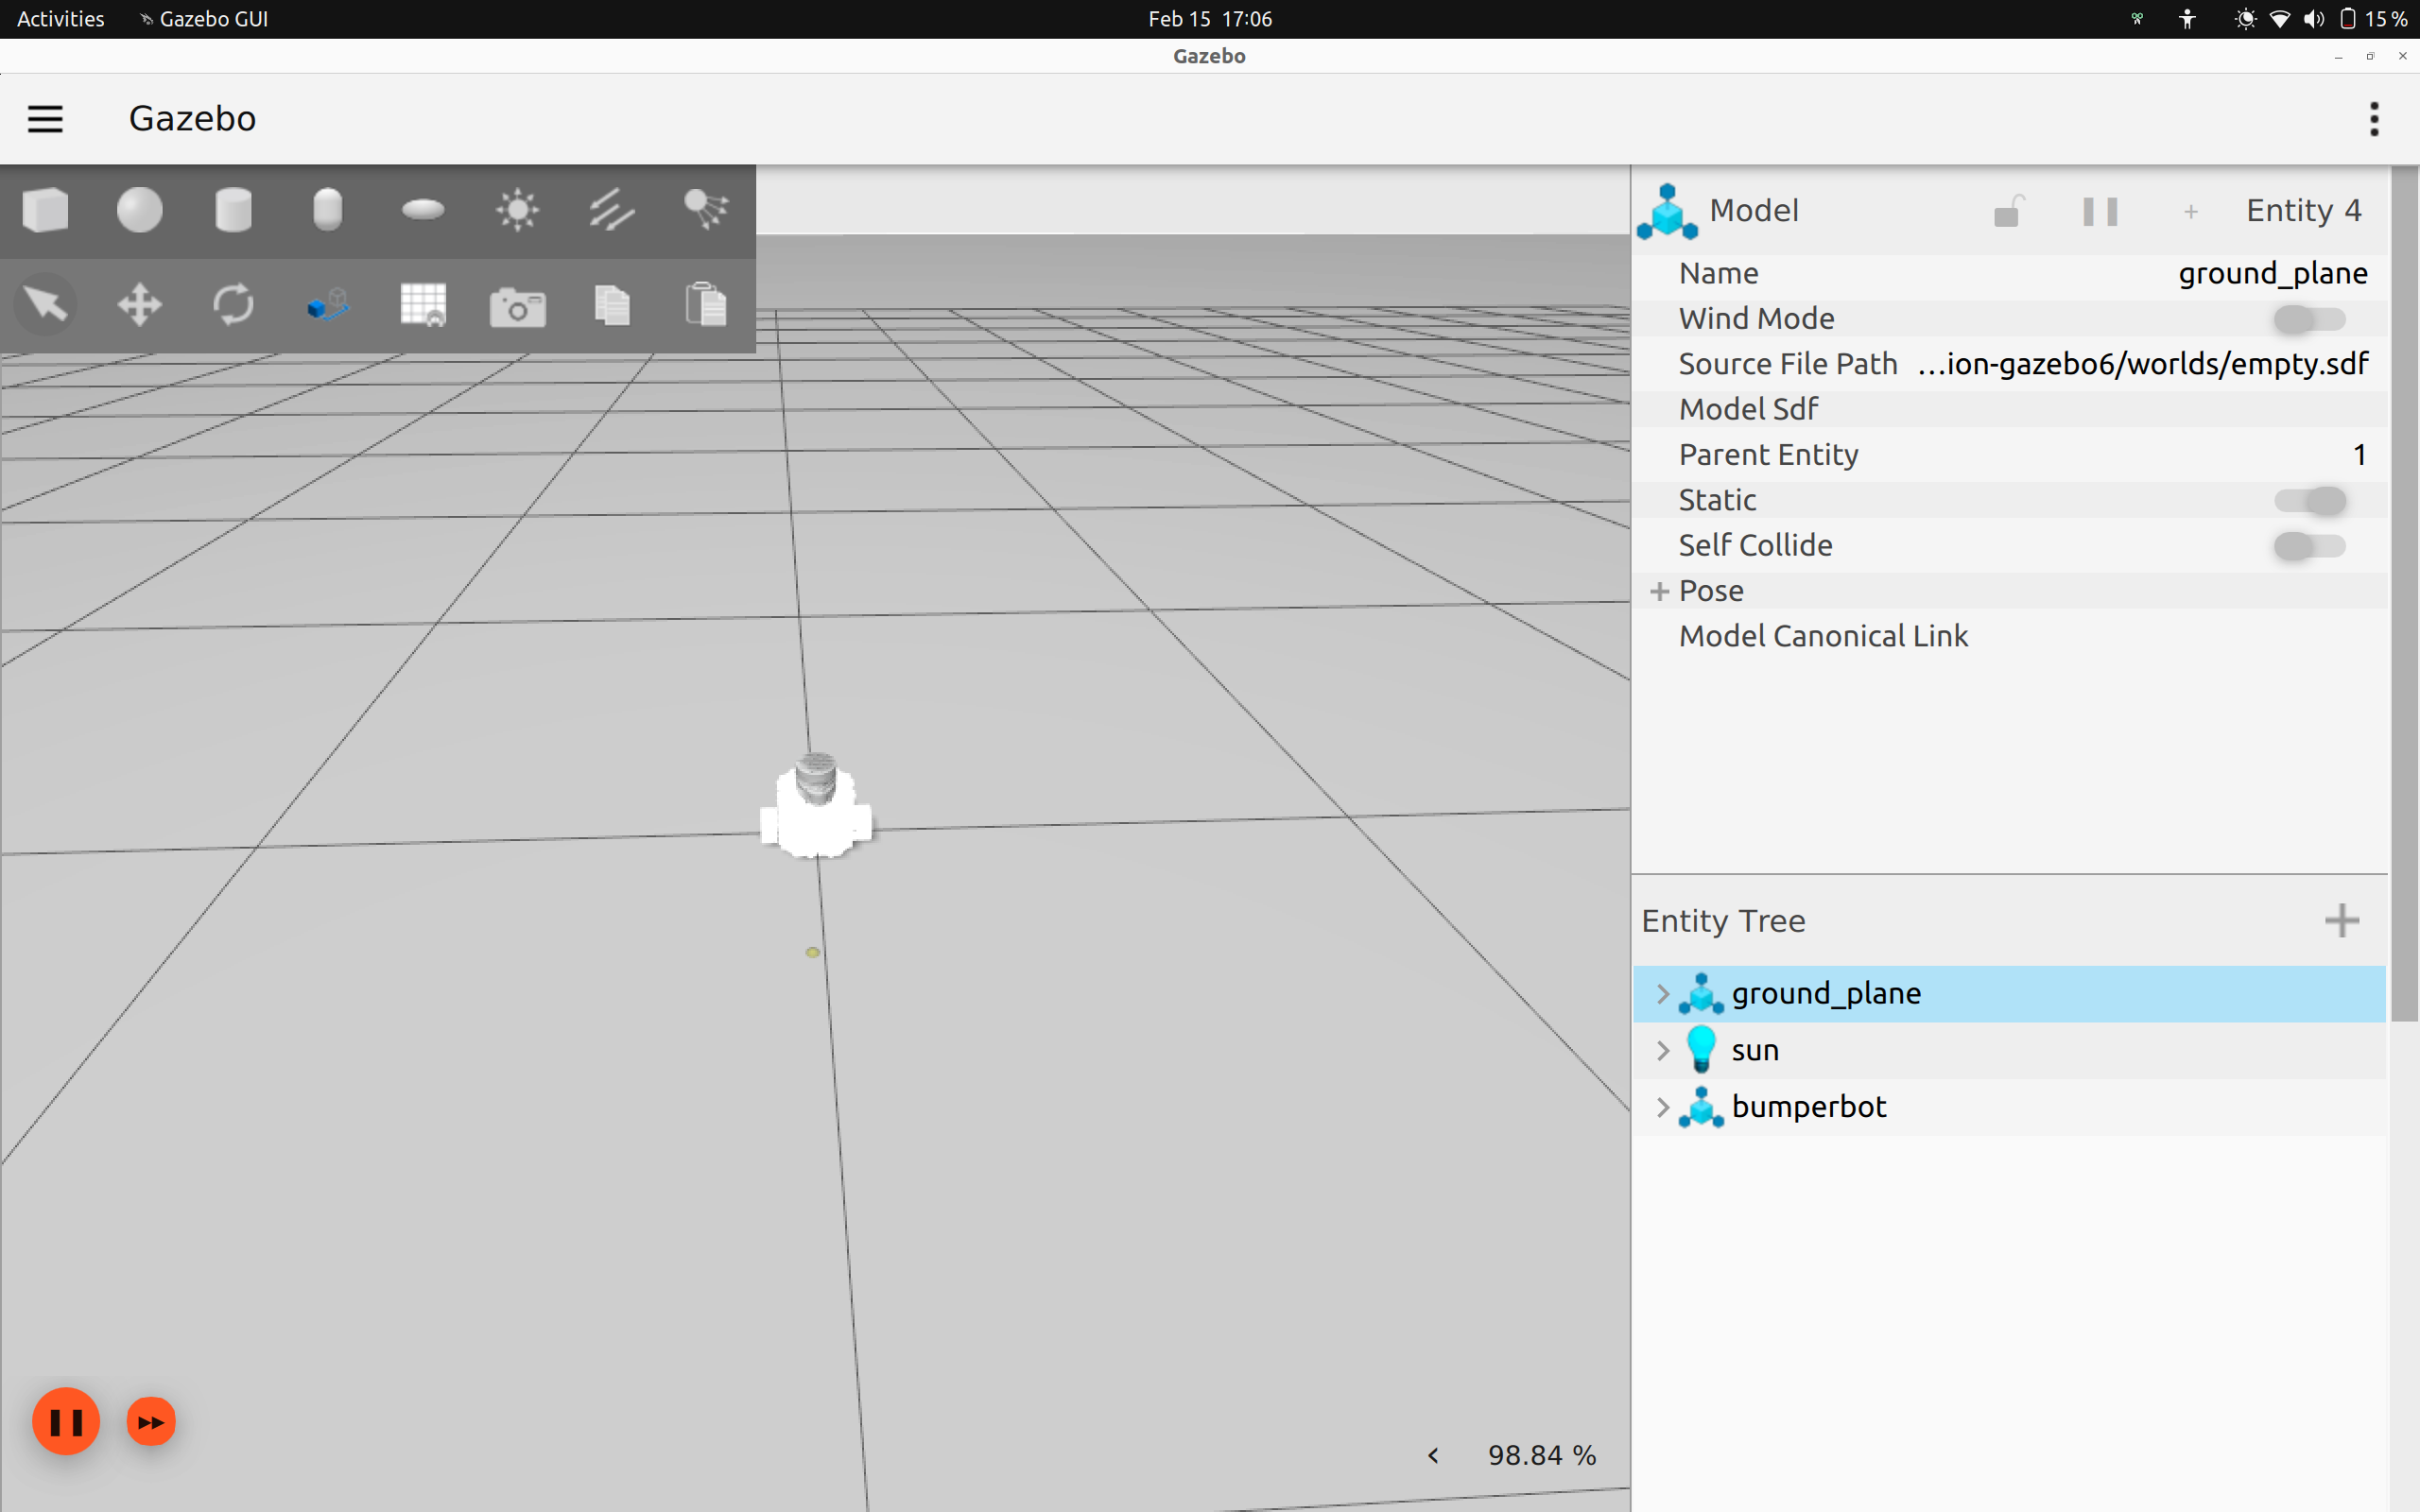 Activities Gazebo GUI Feb 15 17:06 15 %
Gazebo
Gazebo
Model Entity 4
Name ground_plane
Wind Mode
Source File Path ...ion-gazebo6/worlds/empty.sdf
Model Sdf
Parent Entity 1
Static
Self Collide
Pose
Model Canonical Link
Entity Tree
ground_plane
sun
bumperbot
98.84 %